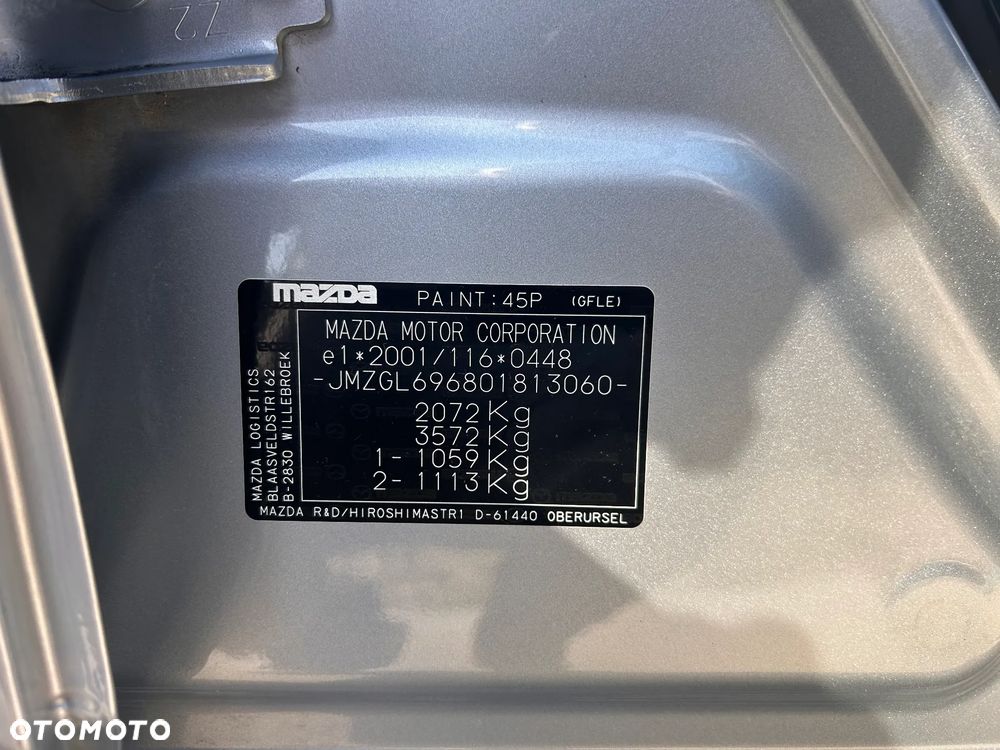 Z2
mazda PAINT:45P (GFLE)
MAZDA MOTOR CORPORATION
e1*2001/116*0448
-JMZGL696801813060-
2072Kg
3572Kg
1-1059Kg
2-1113Kg
MAZDA LOGISTICS
BLAASVELDSTR162
B-2830 WILLEBROEK
MAZDA R&D/HIROSHIMASTR1 D-61440 OBERURSEL
OTOMOTO